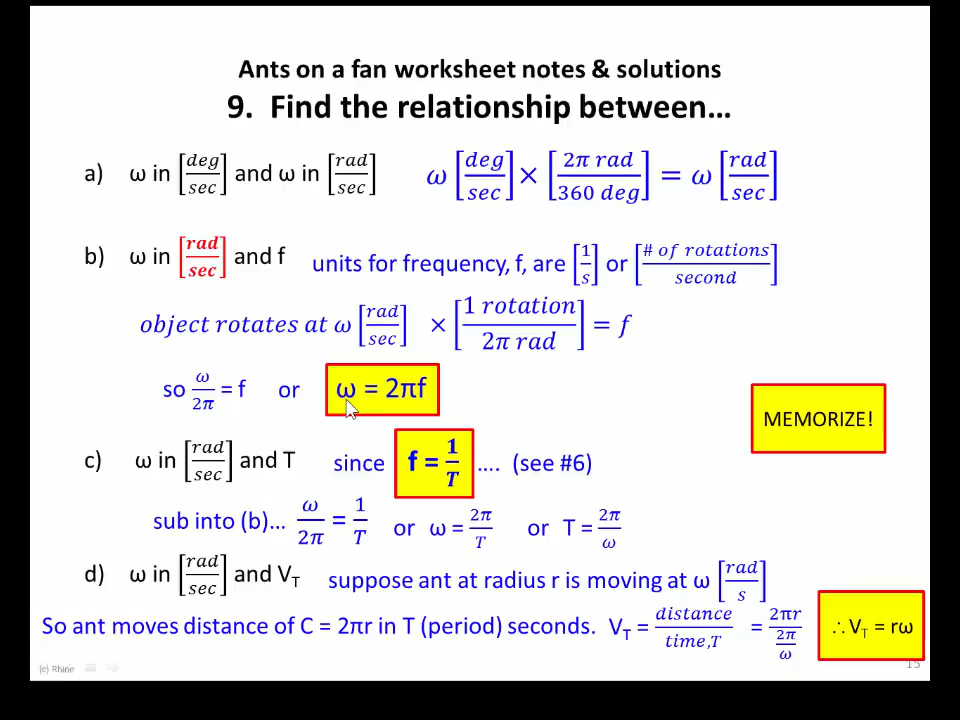 Ants on a fan worksheet notes & solutions
9. Find the relationship between…
a) ω in [deg/sec] and ω in [rad/sec] ω [deg/sec] × [2π rad/360 deg] = ω [rad/sec]
b) ω in [rad/sec] and f units for frequency, f, are [1/s] or [# of rotations/second]
object rotates at ω [rad/sec] × [1 rotation/2π rad] = f
so ω/2π = f or ω = 2πf
MEMORIZE!
c) ω in [rad/sec] and T since f = 1/T …. (see #6)
sub into (b)… ω/2π = 1/T or ω = 2π/T or T = 2π/ω
d) ω in [rad/sec] and V_T suppose ant at radius r is moving at ω [rad/s]
So ant moves distance of C = 2πr in T (period) seconds. V_T = distance/time,T = 2πr/(2π/ω) ∴V_T = rω
(c) Rhine
15